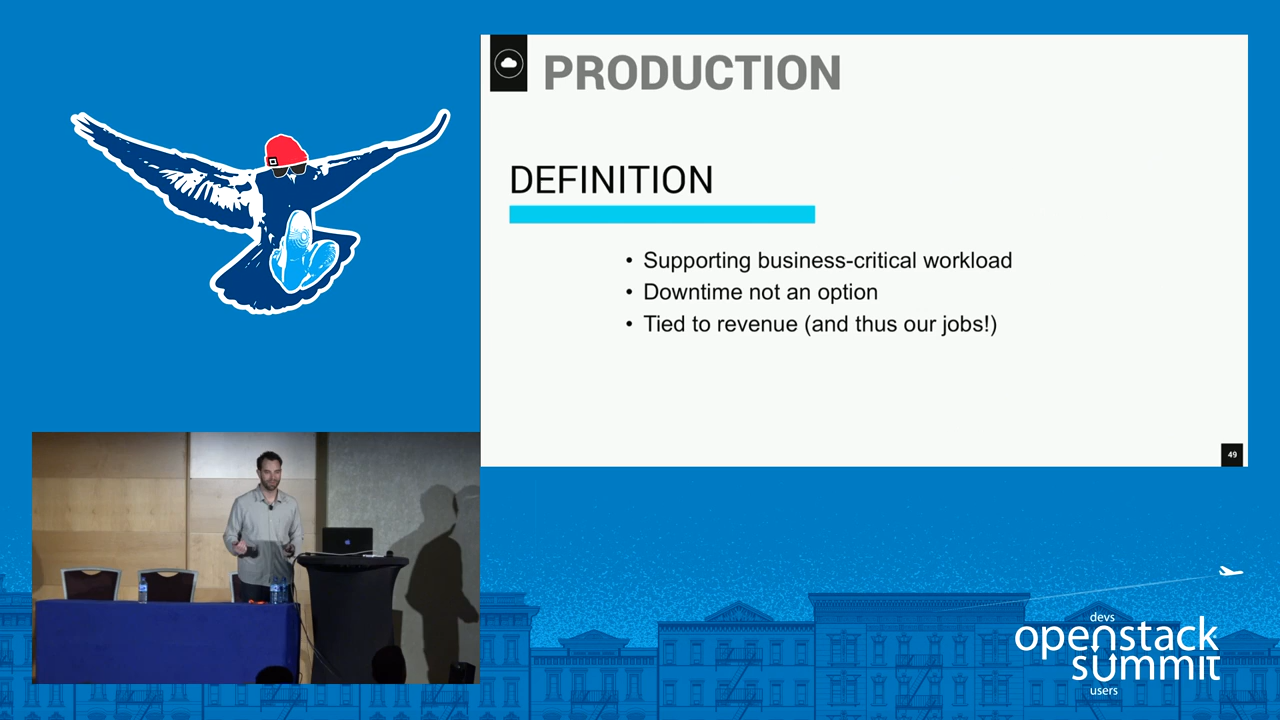 PRODUCTION
DEFINITION
• Supporting business-critical workload
• Downtime not an option
• Tied to revenue (and thus our jobs!)
49
devs
openstack
summit
users